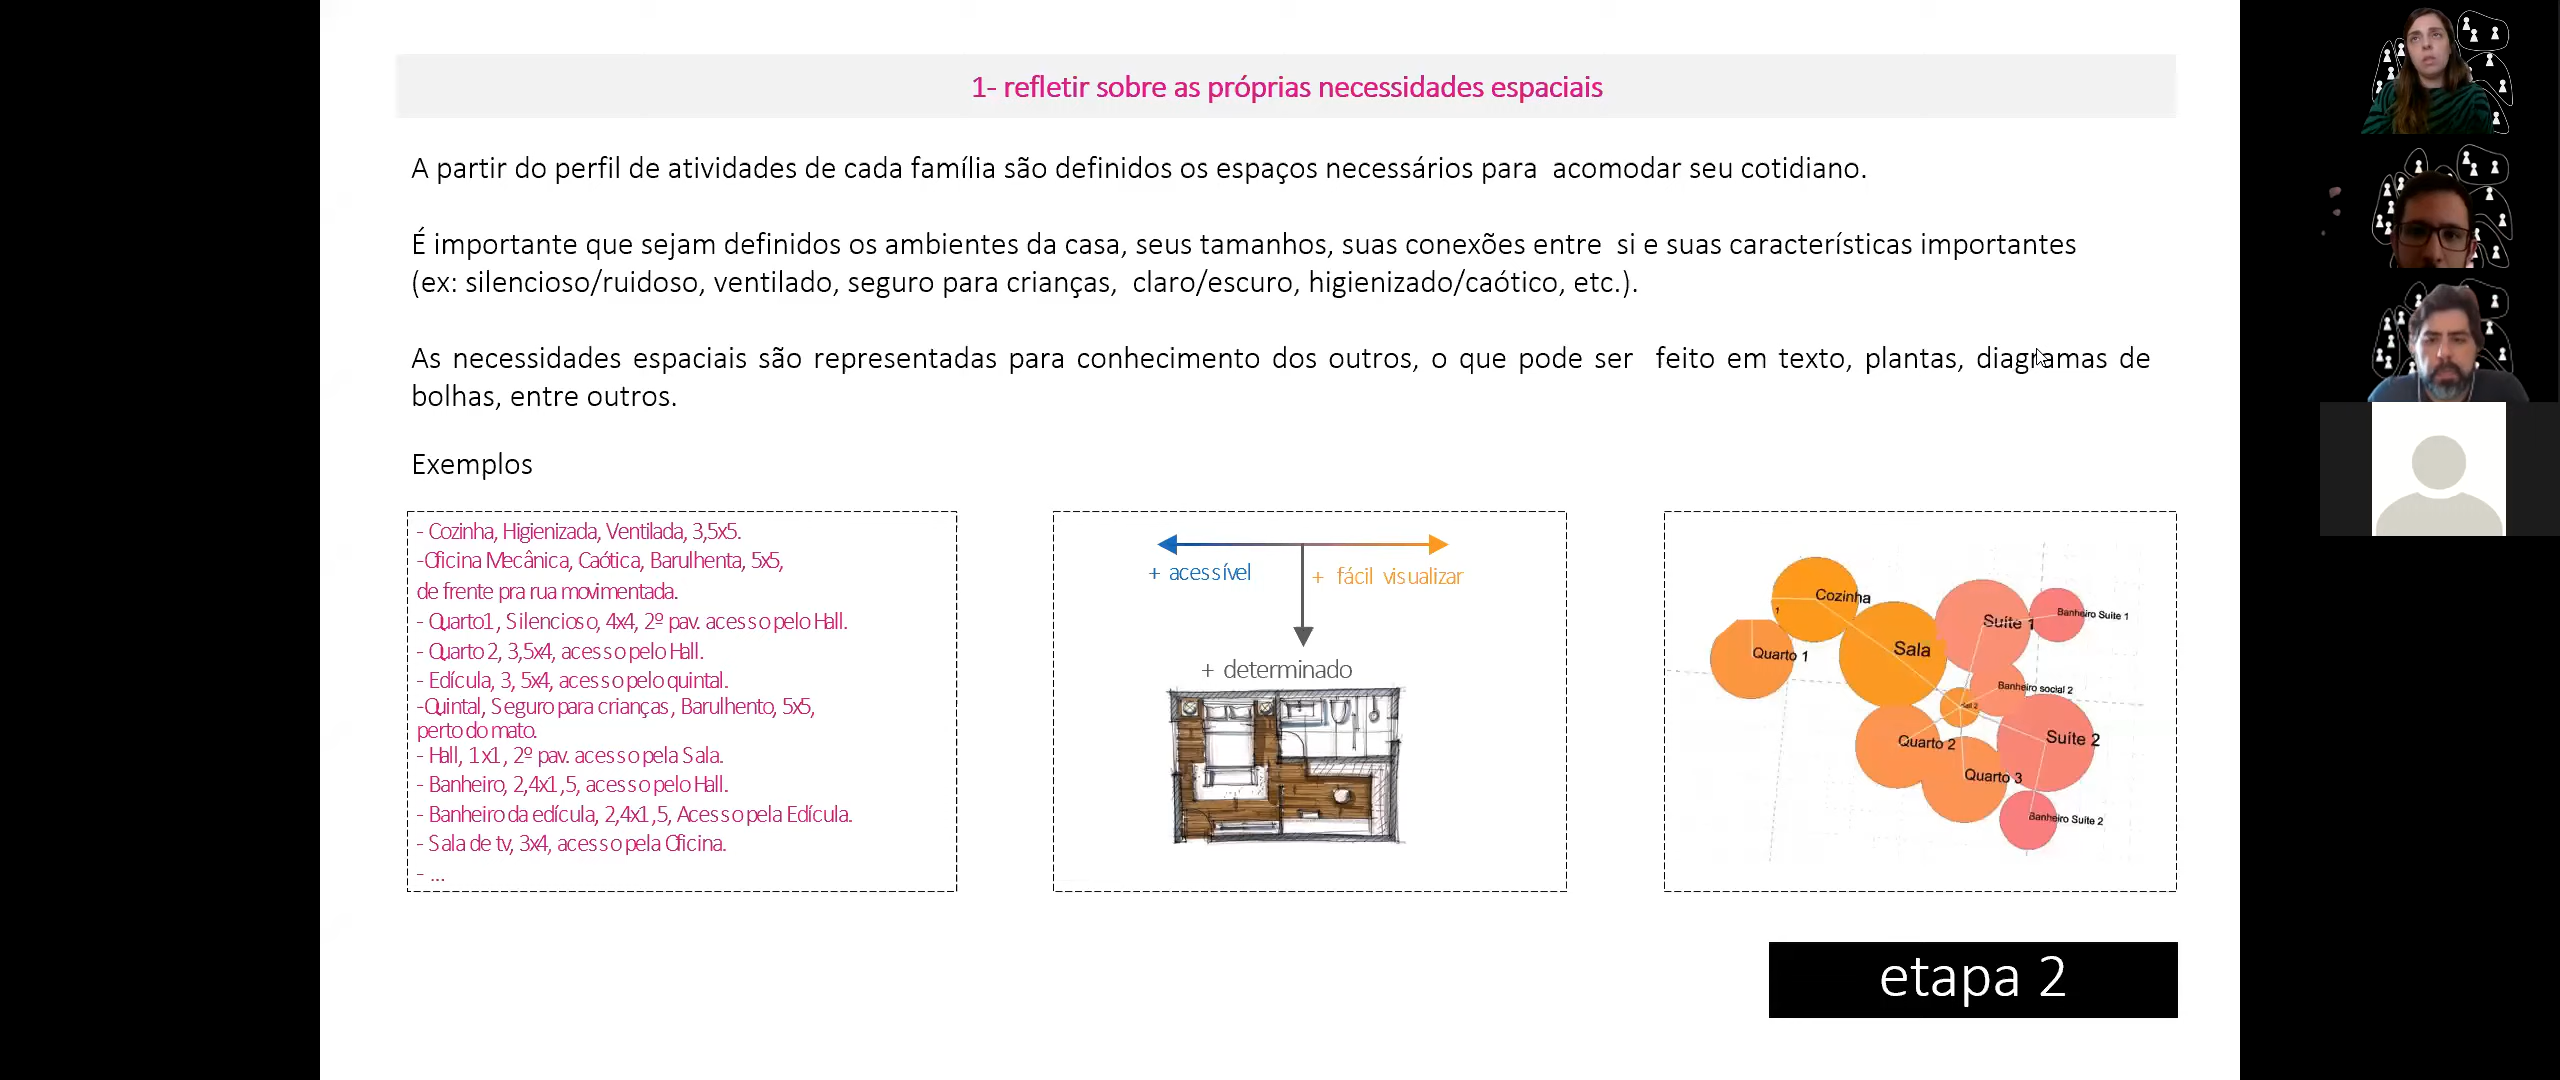 1- refletir sobre as próprias necessidades espaciais
A partir do perfil de atividades de cada família são definidos os espaços necessários para acomodar seu cotidiano.
É importante que sejam definidos os ambientes da casa, seus tamanhos, suas conexões entre si e suas características importantes
(ex: silencioso/ruidoso, ventilado, seguro para crianças, claro/escuro, higienizado/caótico, etc.).
As necessidades espaciais são representadas para conhecimento dos outros, o que pode ser feito em texto, plantas, diagramas de
bolhas, entre outros.
Exemplos
- Cozinha, Higienizada, Ventilada, 3,5x5.
-Oficina Mecânica, Caótica, Barulhenta, 5x5,
de frente pra rua movimentada.
- Quarto1, Silencioso, 4x4, 2º pav. acesso pelo Hall.
- Quarto 2, 3,5x4, acesso pelo Hall.
- Edícula, 3, 5x4, acesso pelo quintal.
-Quintal, Seguro para crianças, Barulhento, 5x5,
perto do mato.
- Hall, 1x1, 2º pav. acesso pela Sala.
- Banheiro, 2,4x1,5, acesso pelo Hall.
- Banheiro da edícula, 2,4x1,5, Acesso pela Edícula.
- Sala de tv, 3x4, acesso pela Oficina.
- ...
+ acessível
+ fácil visualizar
+ determinado
Cozinha
1
Quarto 1
Sala
Suíte 1
Banheiro Suíte 1
Banheiro social 2
Quarto 2
Suíte 2
Quarto 3
Banheiro Suíte 2
etapa 2